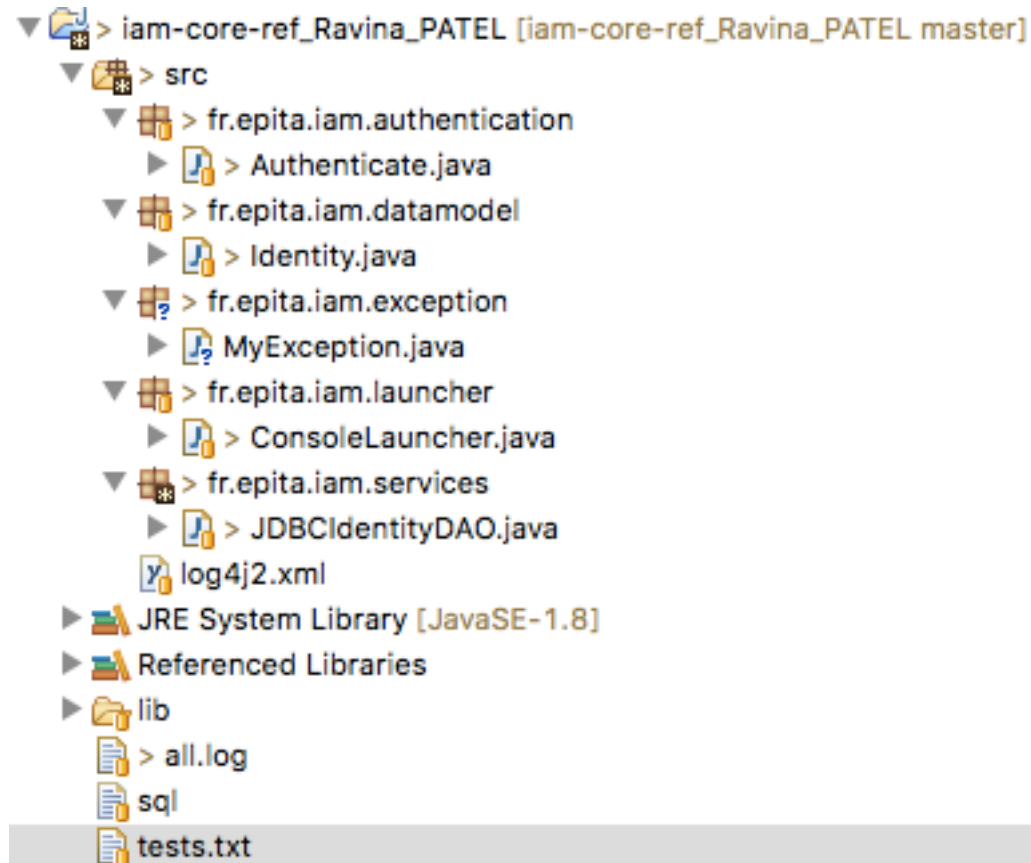 > iam-core-ref_Ravina_PATEL [iam-core-ref_Ravina_PATEL master]
> src
> fr.epita.iam.authentication
> Authenticate.java
> fr.epita.iam.datamodel
> Identity.java
> fr.epita.iam.exception
MyException.java
> fr.epita.iam.launcher
> ConsoleLauncher.java
> fr.epita.iam.services
> JDBCIdentityDAO.java
log4j2.xml
JRE System Library [JavaSE-1.8]
Referenced Libraries
lib
> all.log
sql
tests.txt